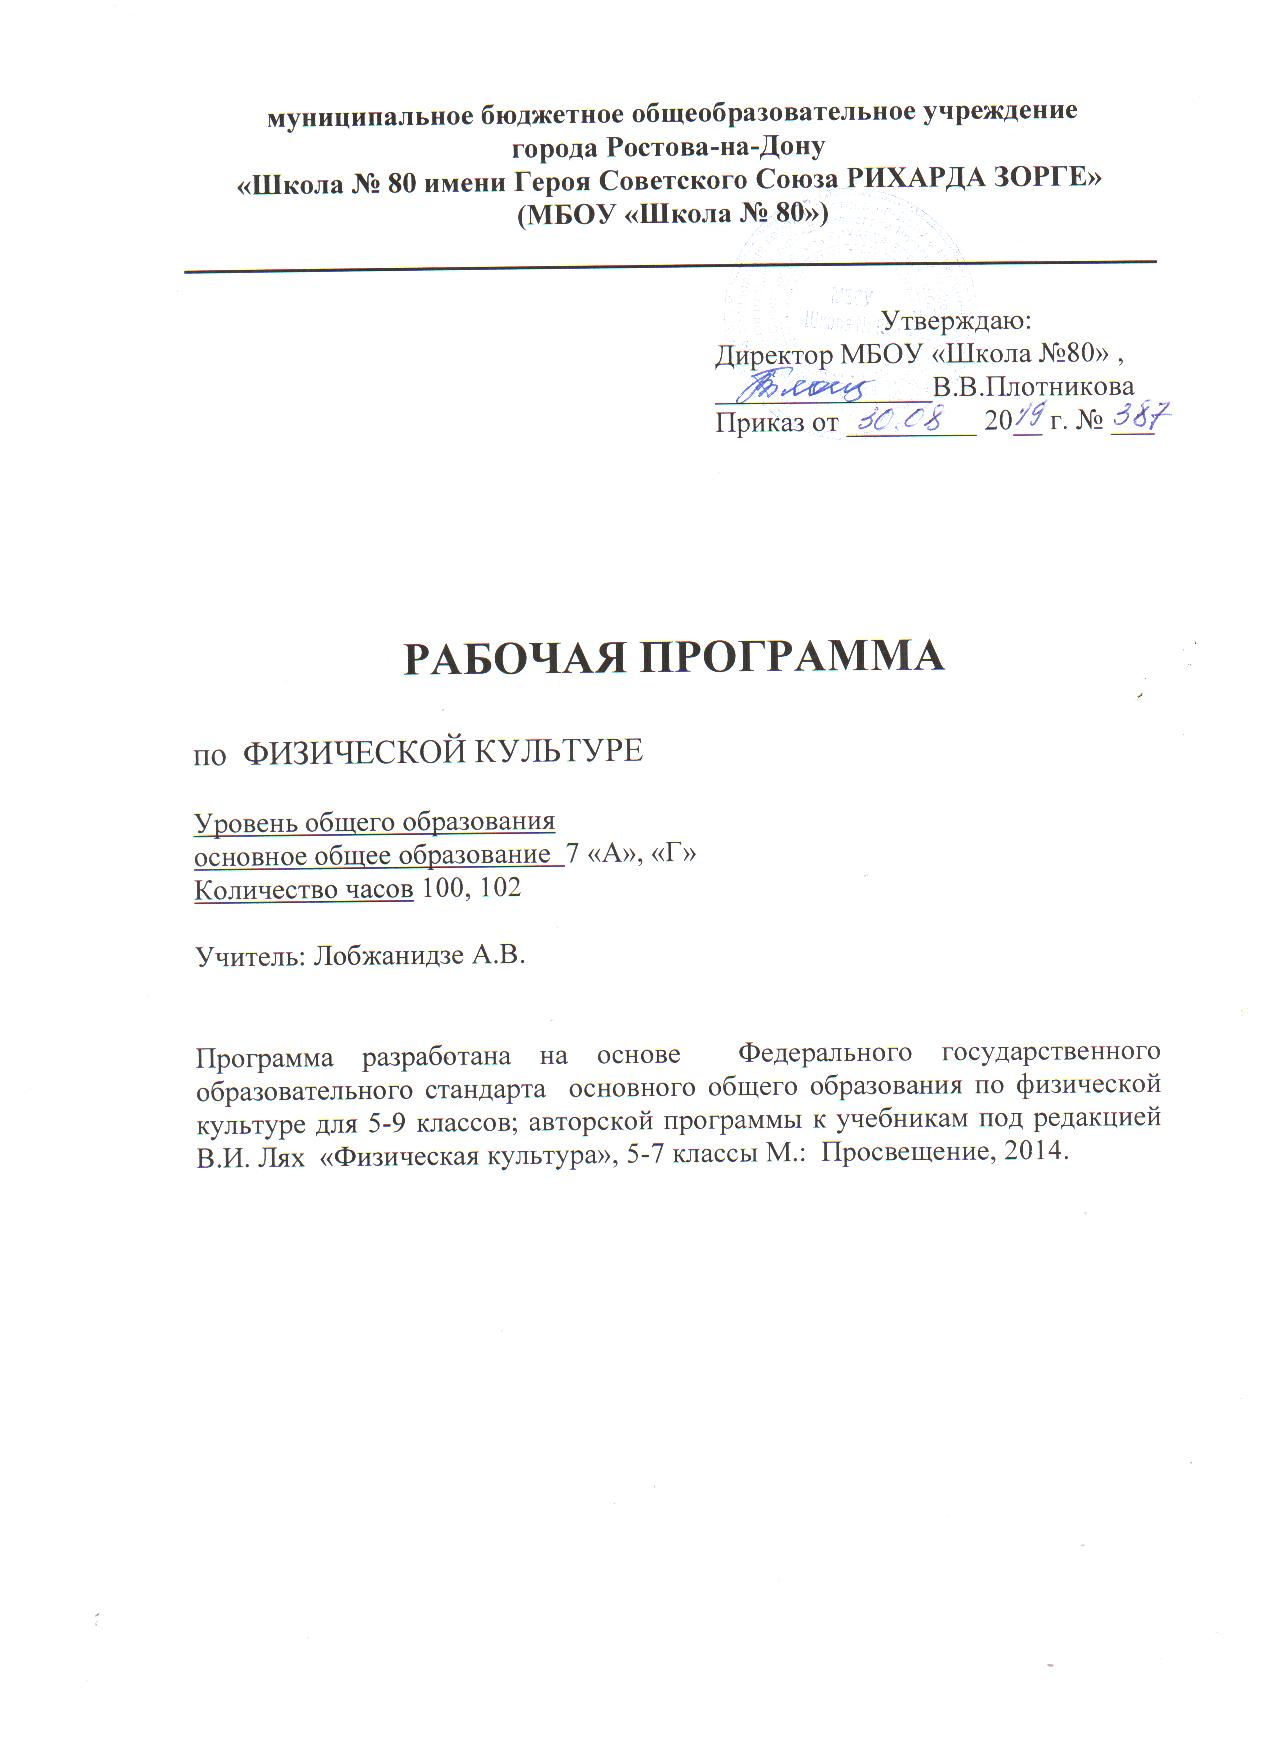 муниципальное бюджетное общеобразовательное учреждение
города Ростова-на-Дону
«Школа № 80 имени Героя Советского Союза РИХАРДА ЗОРГЕ»
(МБОУ «Школа № 80»)
МБОУ
Утверждаю:
Директор МБОУ «Школа №80» ,
В.В.Плотникова
Приказ от 30.08 2019 г. № 387
РАБОЧАЯ ПРОГРАММА
по ФИЗИЧЕСКОЙ КУЛЬТУРЕ
Уровень общего образования
основное общее образование 7 «А», «Г»
Количество часов 100, 102
Учитель: Лобжанидзе А.В.
Программа разработана на основе Федерального государственного
образовательного стандарта основного общего образования по физической
культуре для 5-9 классов; авторской программы к учебникам под редакцией
В.И. Лях «Физическая культура», 5-7 классы М.: Просвещение, 2014.